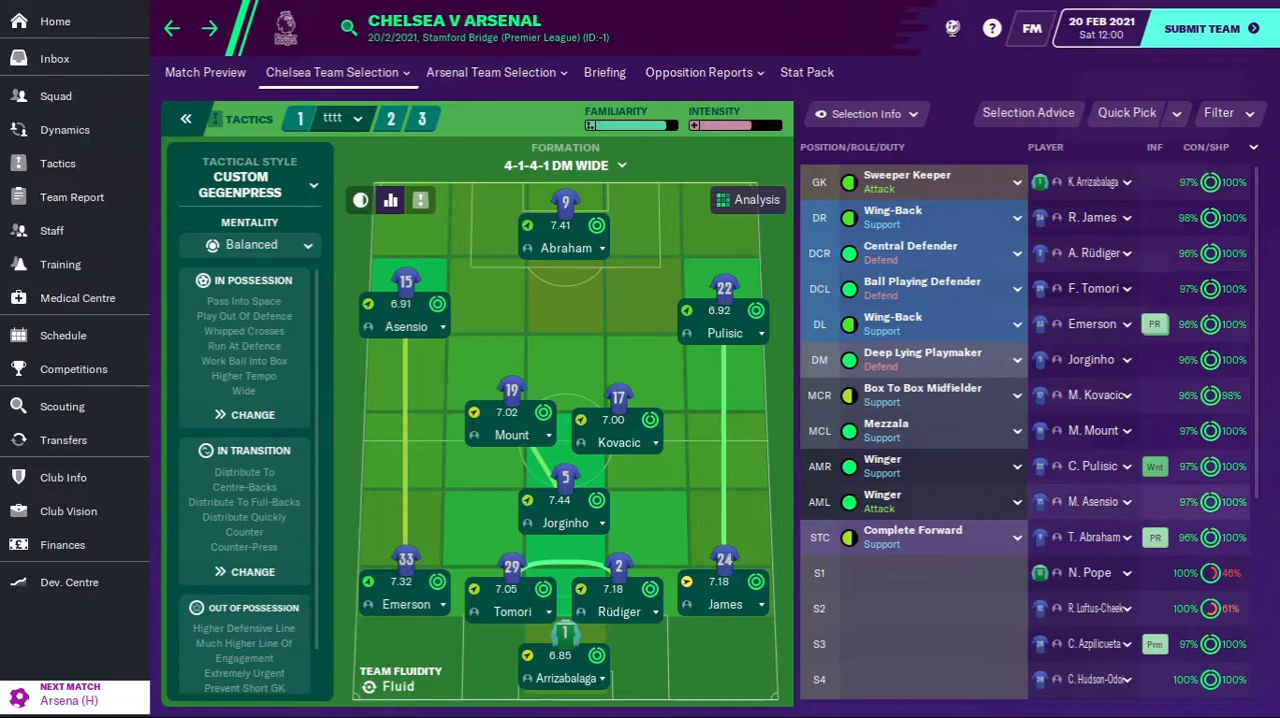 Home
Inbox
Squad
Dynamics
Tactics
Team Report
Staff
Training
Medical Centre
Schedule
Competitions
Scouting
Transfers
Club Info
Club Vision
Finances
Dev. Centre
NEXT MATCH
Arsena (H)
CHELSEA V ARSENAL
20/2/2021, Stamford Bridge (Premier League) (ID:-1)
?
FM
20 FEB 2021
Sat 12:00
SUBMIT TEAM
Match Preview
Chelsea Team Selection
Arsenal Team Selection
Briefing
Opposition Reports
Stat Pack
TACTICS
1
tttt
2
3
FAMILIARITY
INTENSITY
TACTICAL STYLE
CUSTOM
GEGENPRESS
MENTALITY
Balanced
IN POSSESSION
Pass Into Space
Play Out Of Defence
Whipped Crosses
Run At Defence
Work Ball Into Box
Higher Tempo
Wide
CHANGE
IN TRANSITION
Distribute To
Centre-Backs
Distribute To Full-Backs
Distribute Quickly
Counter
Counter-Press
CHANGE
OUT OF POSSESSION
Higher Defensive Line
Much Higher Line Of
Engagement
Extremely Urgent
Prevent Short GK
FORMATION
4-1-4-1 DM WIDE
Analysis
9
7.41
Abraham
15
6.91
Asensio
22
6.92
Pulisic
19
7.02
Mount
17
7.00
Kovacic
5
7.44
Jorginho
33
7.32
Emerson
29
7.05
Tomori
2
7.18
Rüdiger
24
7.18
James
1
6.85
Arrizabalaga
TEAM FLUIDITY
Fluid
Selection Info
Selection Advice
Quick Pick
Filter
POSITION/ROLE/DUTY PLAYER INF CON/SHP
GK Sweeper Keeper K. Arrizabalaga 97% 100%
Attack
DR Wing-Back R. James 98% 100%
Support
DCR Central Defender A. Rüdiger 96% 100%
Defend
DCL Ball Playing Defender F. Tomori 97% 100%
Defend
DL Wing-Back Emerson PR 96% 100%
Support
DM Deep Lying Playmaker Jorginho 96% 100%
Defend
MCR Box To Box Midfielder M. Kovacic 96% 98%
Support
MCL Mezzala M. Mount 97% 100%
Support
AMR Winger C. Pulisic Wnt 97% 100%
Support
AML Winger M. Asensio 97% 100%
Attack
STC Complete Forward T. Abraham PR 96% 100%
Support
S1 N. Pope 100% 46%
S2 R. Loftus-Cheek 100% 61%
S3 C. Azpilicueta Prm 97% 100%
S4 C. Hudson-Odoi 100% 100%